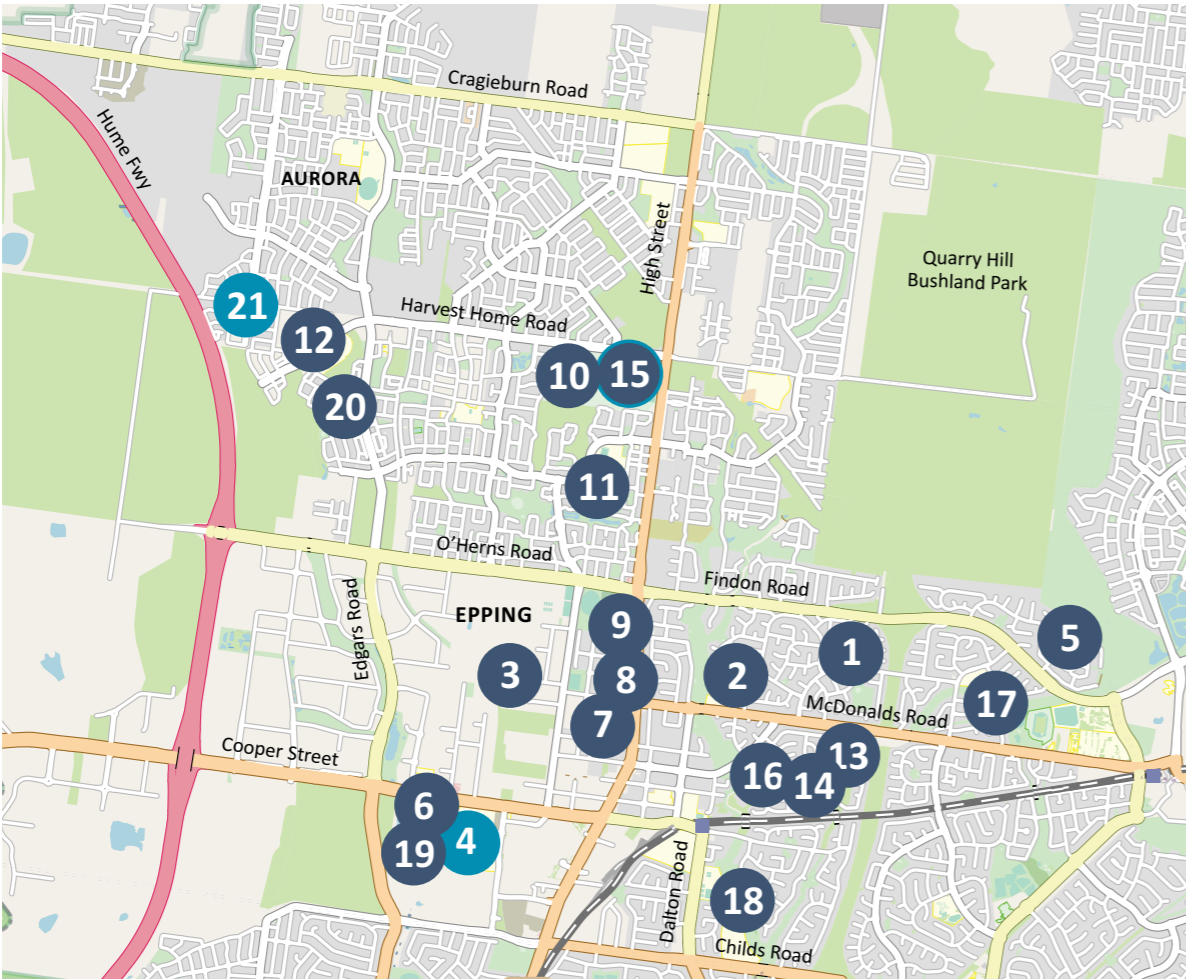 Cragieburn Road
Hume Fwy
AURORA
High Street
Quarry Hill
Bushland Park
21
Harvest Home Road
12
10
15
20
11
O'Herns Road
Findon Road
Edgars Road
EPPING
9
5
1
3
8
2
17
McDonalds Road
7
Cooper Street
13
16
14
6
4
19
Dalton Road
18
Childs Road